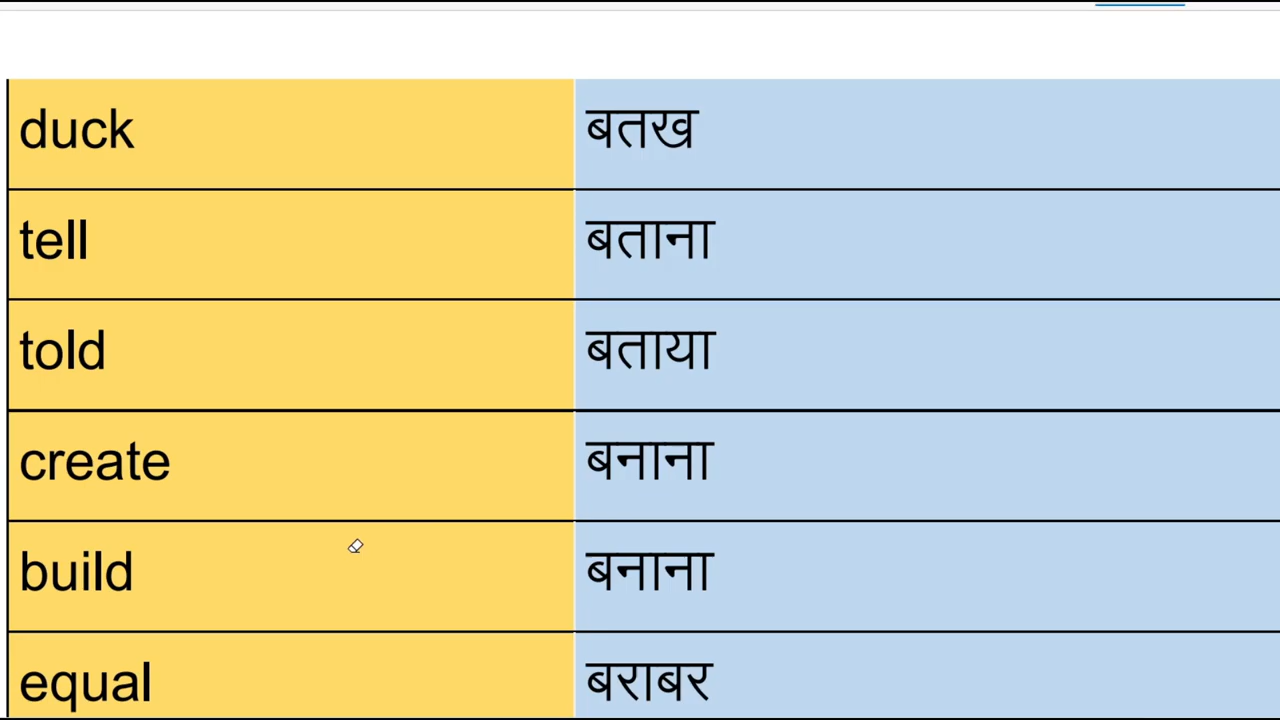 duck बतख
tell बताना
told बताया
create बनाना
build बनाना
equal बराबर